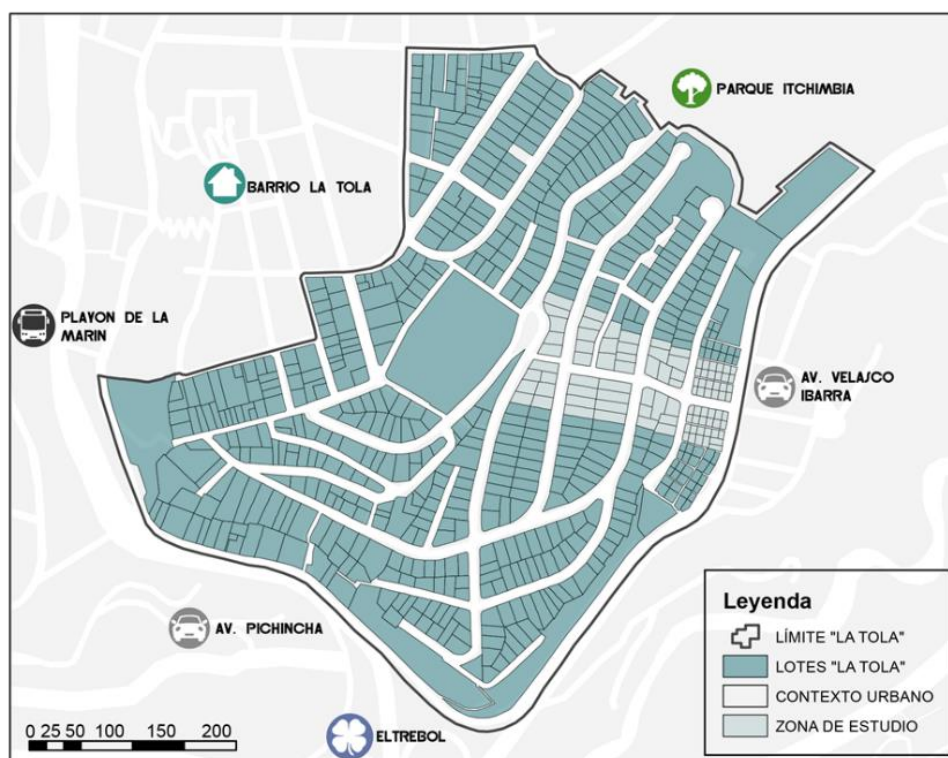 PARQUE ITCHIMBIA
BARRIO LA TOLA
PLAYON DE LA
MARIN
AV. VELASCO
IBARRA
AV. PICHINCHA
ELTREBOL
0 25 50 100 150 200
Leyenda
LÍMITE "LA TOLA"
LOTES "LA TOLA"
CONTEXTO URBANO
ZONA DE ESTUDIO